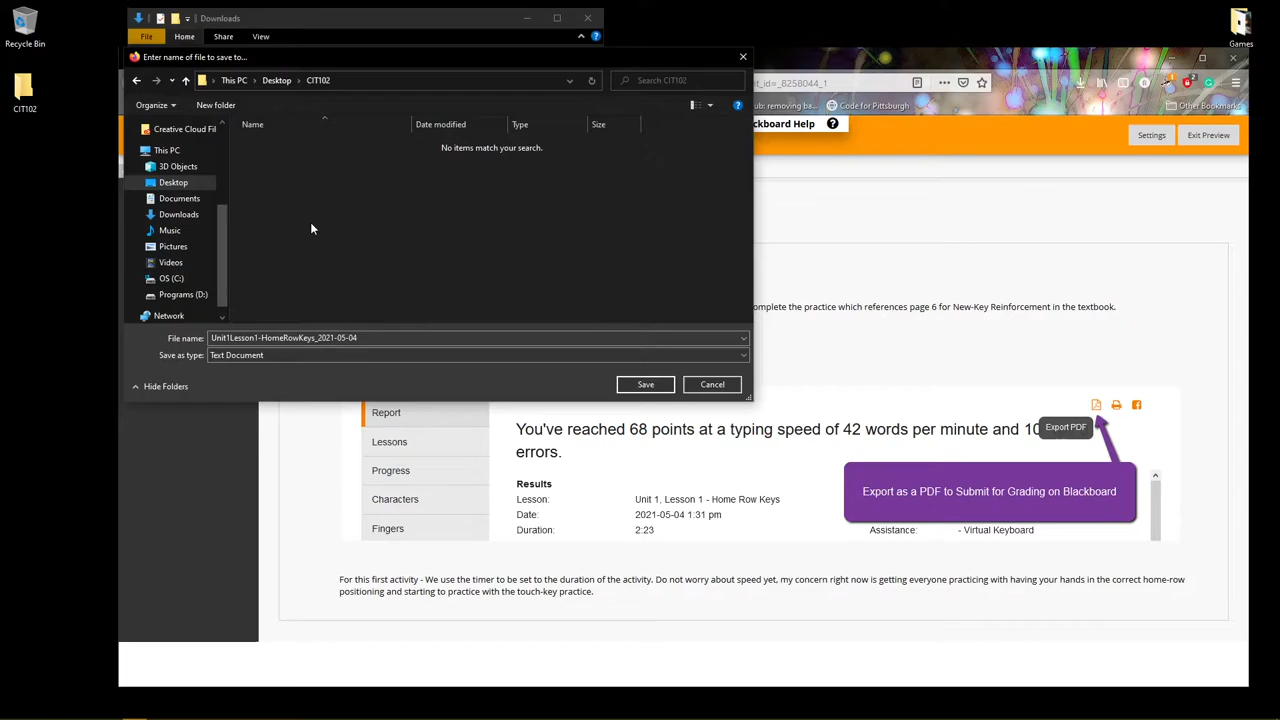 Recycle Bin
CIT102
Games
Downloads
File
Home
Share
View
Enter name of file to save to...
This PC
Desktop
CIT102
Search CIT102
Organize
New folder
Name
Date modified
Type
Size
No items match your search.
Creative Cloud Fil
This PC
3D Objects
Desktop
Documents
Downloads
Music
Pictures
Videos
OS (C:)
Programs (D:)
Network
File name:
Unit1Lesson1-HomeRowKeys_2021-05-04
Save as type:
Text Document
Hide Folders
Save
Cancel
nt_id=_8258044_1
ub: removing ba...
Code for Pittsburgh
Other Bookmarks
ckboard Help
Settings
Exit Preview
complete the practice which references page 6 for New-Key Reinforcement in the textbook.
Report
Lessons
Progress
Characters
Fingers
You've reached 68 points at a typing speed of 42 words per minute and 10
errors.
Export PDF
Results
Lesson: Unit 1, Lesson 1 - Home Row Keys
Date: 2021-05-04 1:31 pm
Duration: 2:23
Assistance: - Virtual Keyboard
Export as a PDF to Submit for Grading on Blackboard
For this first activity - We use the timer to be set to the duration of the activity. Do not worry about speed yet, my concern right now is getting everyone practicing with having your hands in the correct home-row
positioning and starting to practice with the touch-key practice.